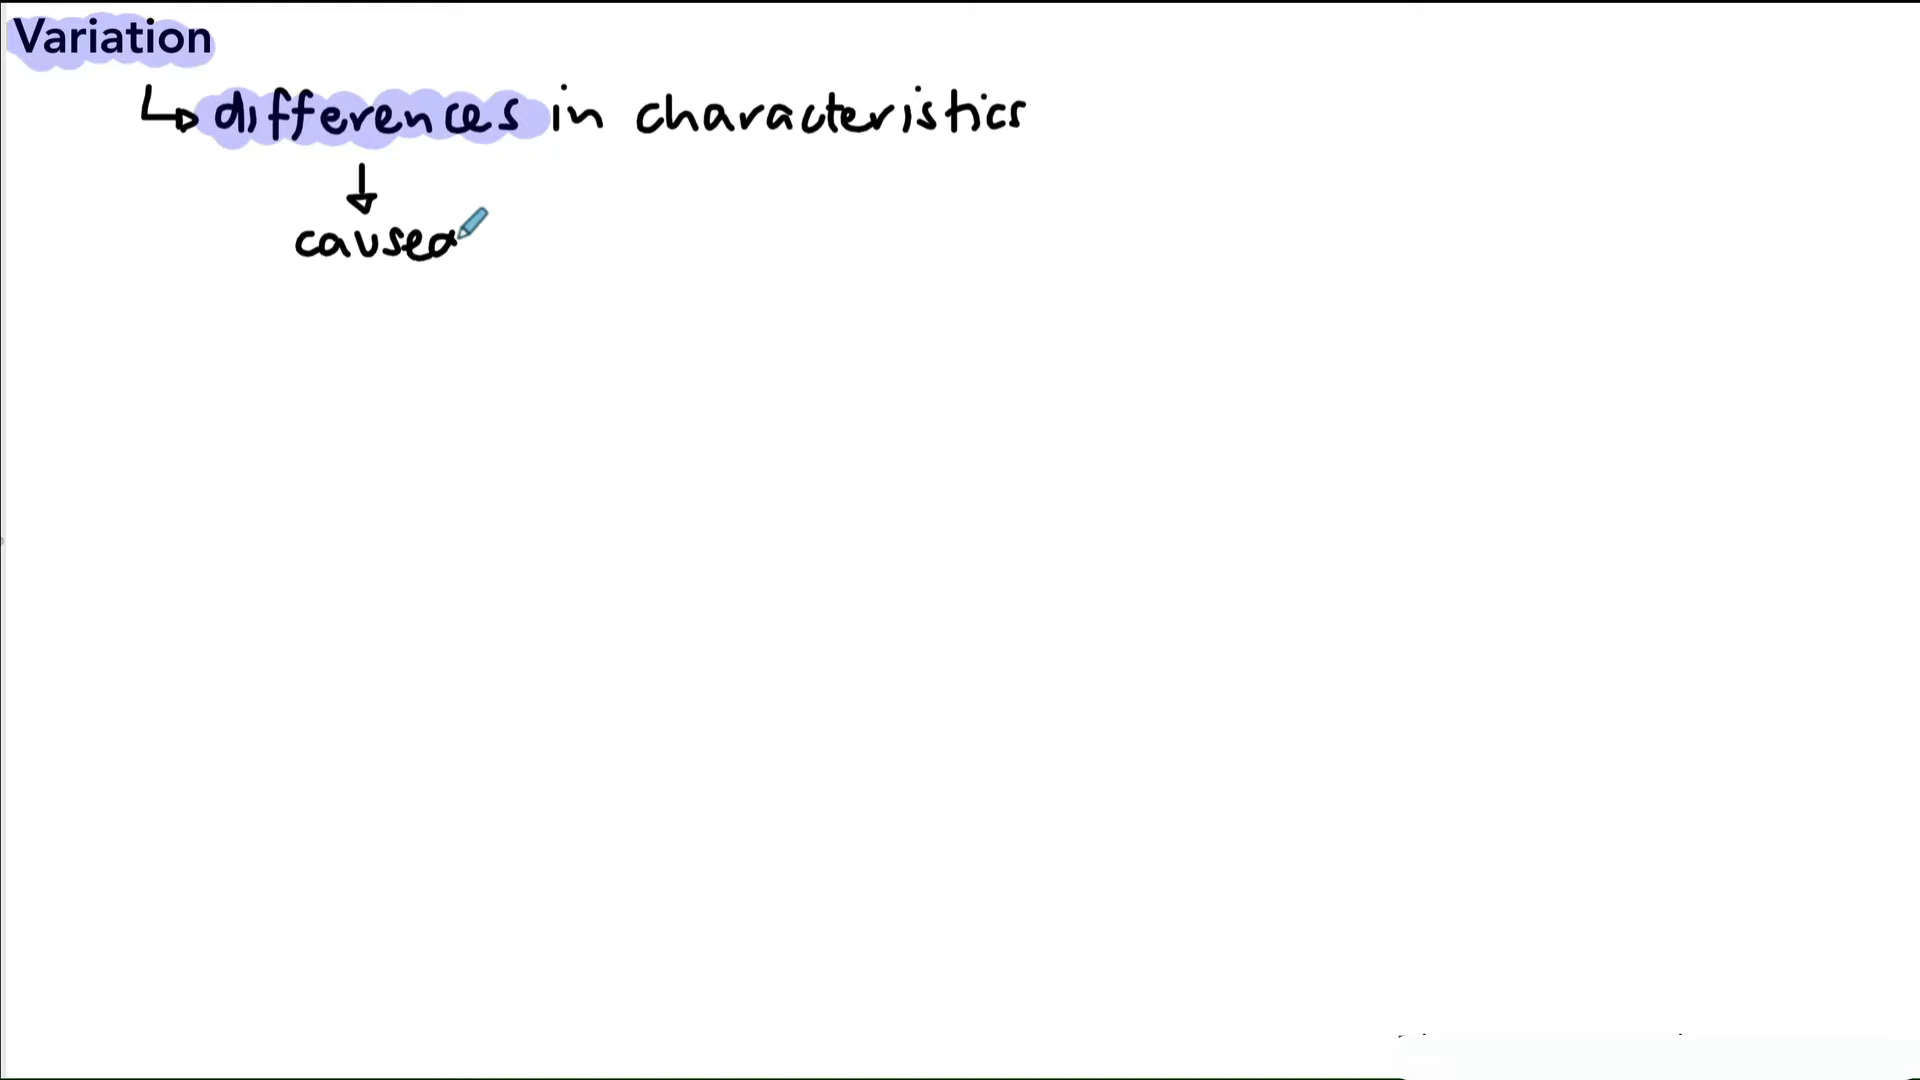 Variation
↳ differences in characteristics
↓
caused